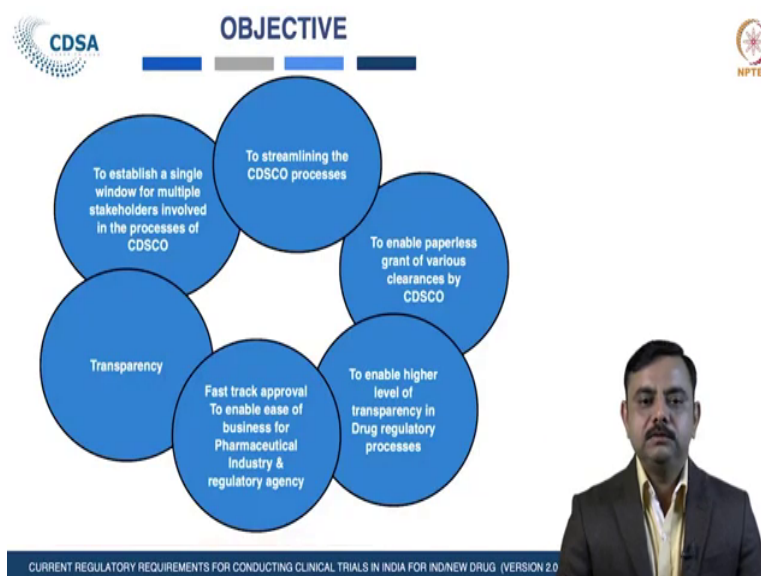 CDSA
OBJECTIVE
NPTE
To establish a single
window for multiple
stakeholders involved
in the processes of
CDSCO
To streamlining the
CDSCO processes
To enable paperless
grant of various
clearances by
CDSCO
To enable higher
level of
transparency in
Drug regulatory
processes
Fast track approval
To enable ease of
business for
Pharmaceutical
Industry &
regulatory agency
Transparency
CURRENT REGULATORY REQUIREMENTS FOR CONDUCTING CLINICAL TRIALS IN INDIA FOR IND/NEW DRUG (VERSION 2.0